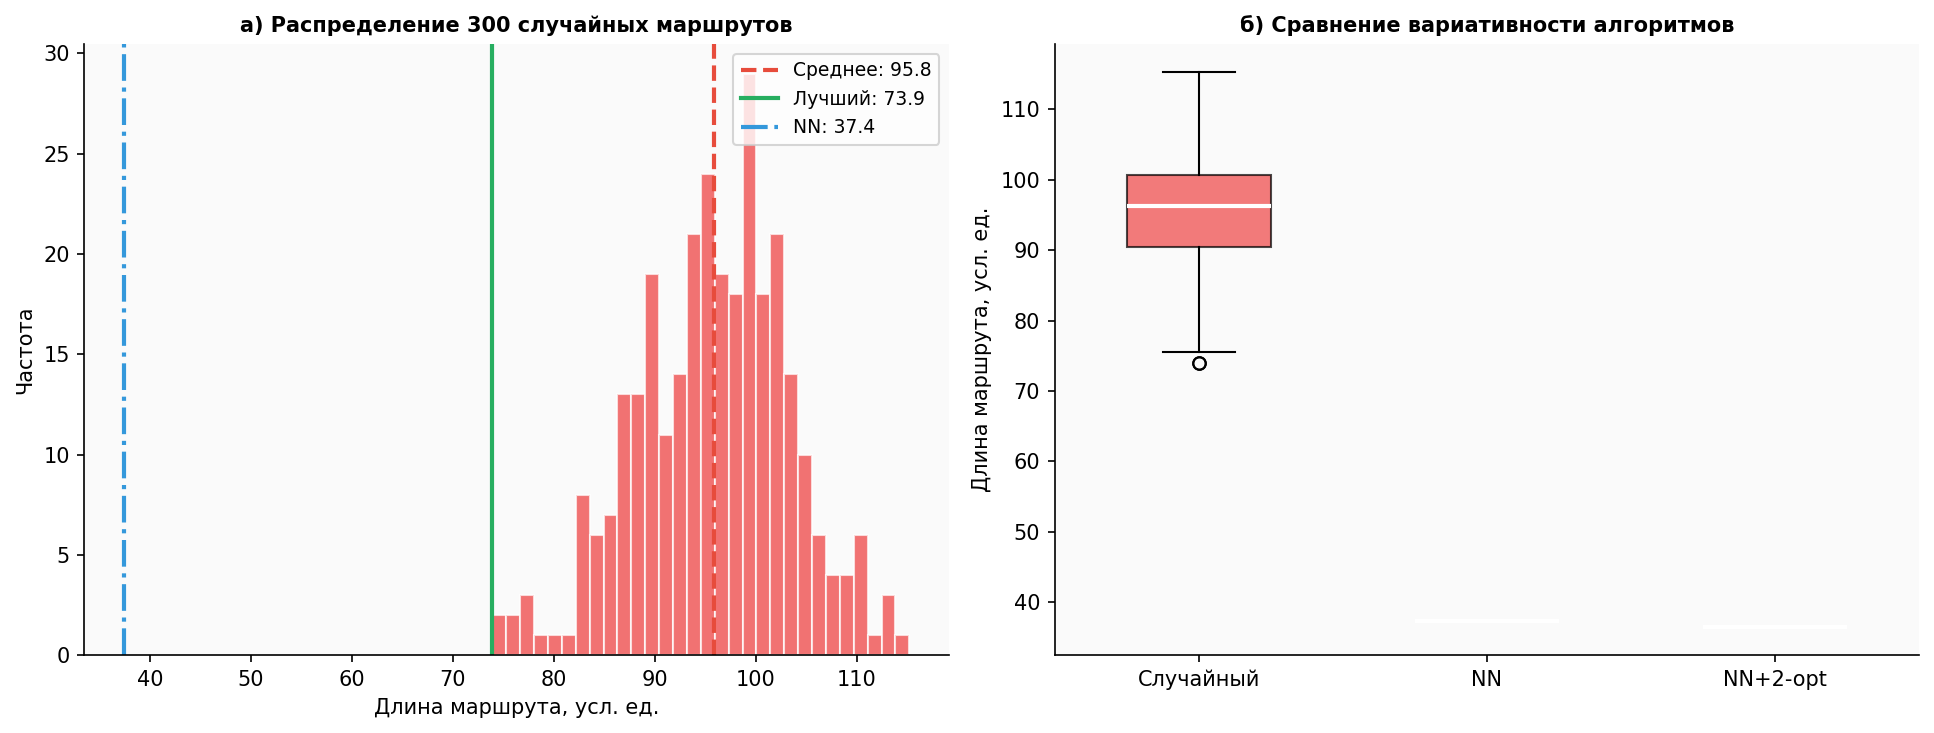 а) Распределение 300 случайных маршрутов
30
25
20
15
10
5
0
Частота
Среднее: 95.8
Лучший: 73.9
NN: 37.4
40 50 60 70 80 90 100 110
Длина маршрута, усл. ед.
б) Сравнение вариативности алгоритмов
110
100
90
80
70
60
50
40
Длина маршрута, усл. ед.
Случайный NN NN+2-opt